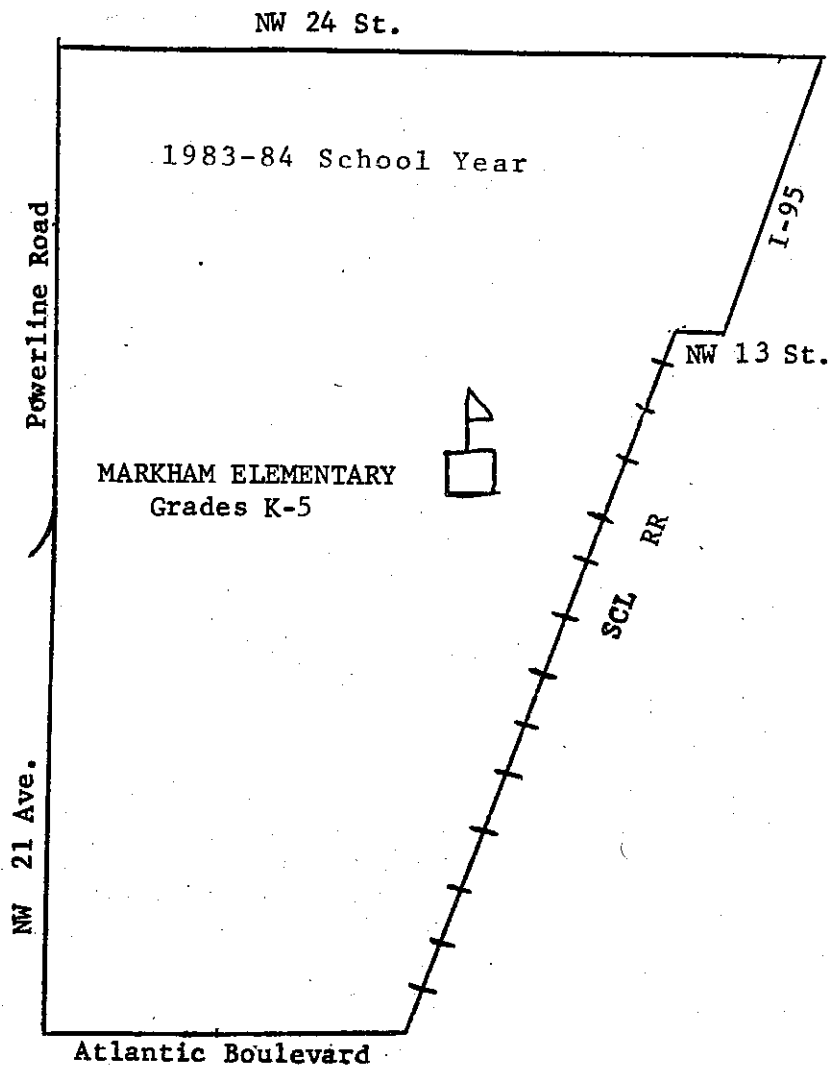 NW 24 St.
1983-84 School Year
I-95
Powerline Road
NW 13 St.
MARKHAM ELEMENTARY
Grades K-5
RR
SCL
NW 21 Ave.
Atlantic Boulevard